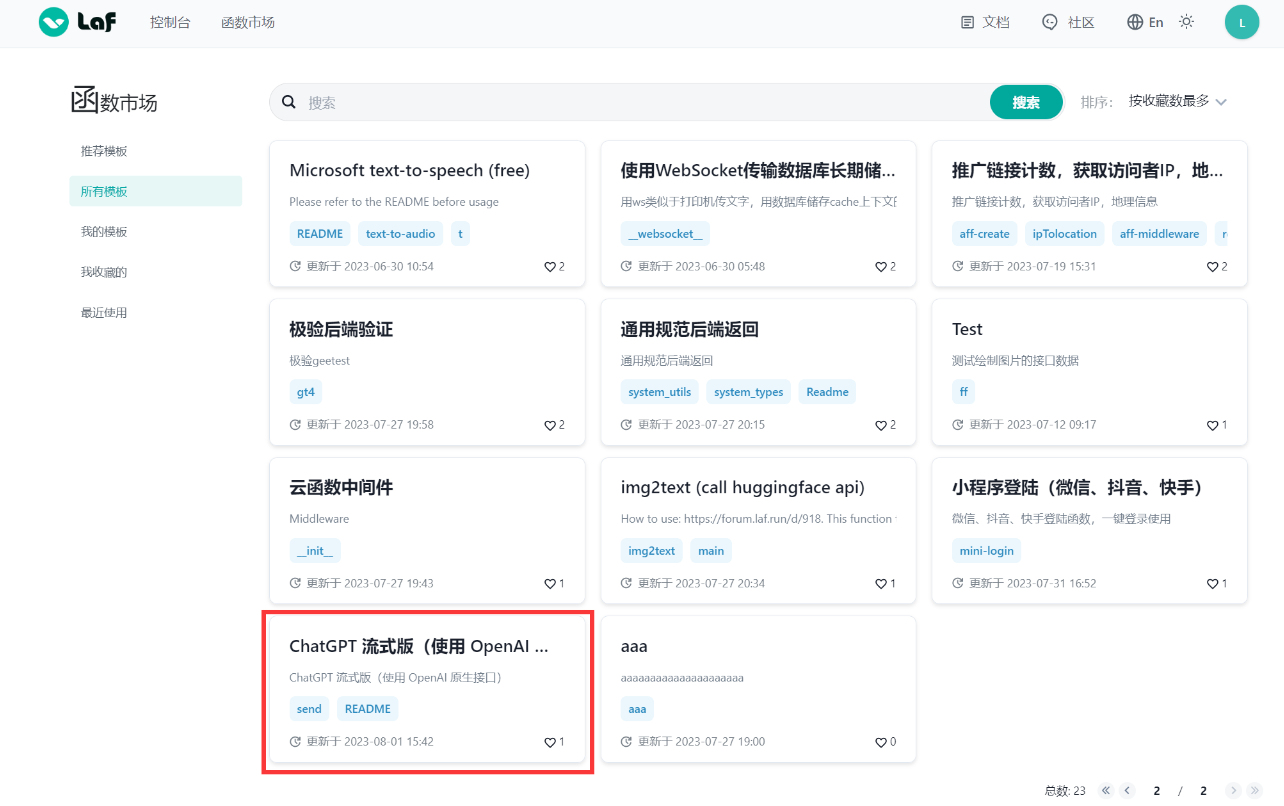 Laf
控制台
函数市场
文档
社区
En
L
函数市场
搜索
搜索
排序：
按收藏数最多
推荐模板
所有模板
我的模板
我收藏的
最近使用
Microsoft text-to-speech (free)
Please refer to the README before usage
README text-to-audio t
更新于 2023-06-30 10:54 2
使用WebSocket传输数据库长期储...
用ws类似于打印机传文字，用数据库储存cache上下文
__websocket__
更新于 2023-06-30 05:48 2
推广链接计数，获取访问者IP，地...
推广链接计数，获取访问者IP，地理信息
aff-create ipTolocation aff-middleware
更新于 2023-07-19 15:31 2
极验后端验证
极验geetest
gt4
更新于 2023-07-27 19:58 2
通用规范后端返回
通用规范后端返回
system_utils system_types Readme
更新于 2023-07-27 20:15 2
Test
测试绘制图片的接口数据
ff
更新于 2023-07-12 09:17 1
云函数中间件
Middleware
__init__
更新于 2023-07-27 19:43 1
img2text (call huggingface api)
How to use: https://forum.laf.run/d/918. This function
img2text main
更新于 2023-07-27 20:34 1
小程序登陆（微信、抖音、快手）
微信、抖音、快手登陆函数，一键登录使用
mini-login
更新于 2023-07-31 16:52 1
ChatGPT 流式版（使用 OpenAI ...
ChatGPT 流式版（使用 OpenAI 原生接口）
send README
更新于 2023-08-01 15:42 1
aaa
aaaaaaaaaaaaaaaaaaaaa
aaa
更新于 2023-07-27 19:00 0
总数: 23 « ‹ 2 / 2 › »